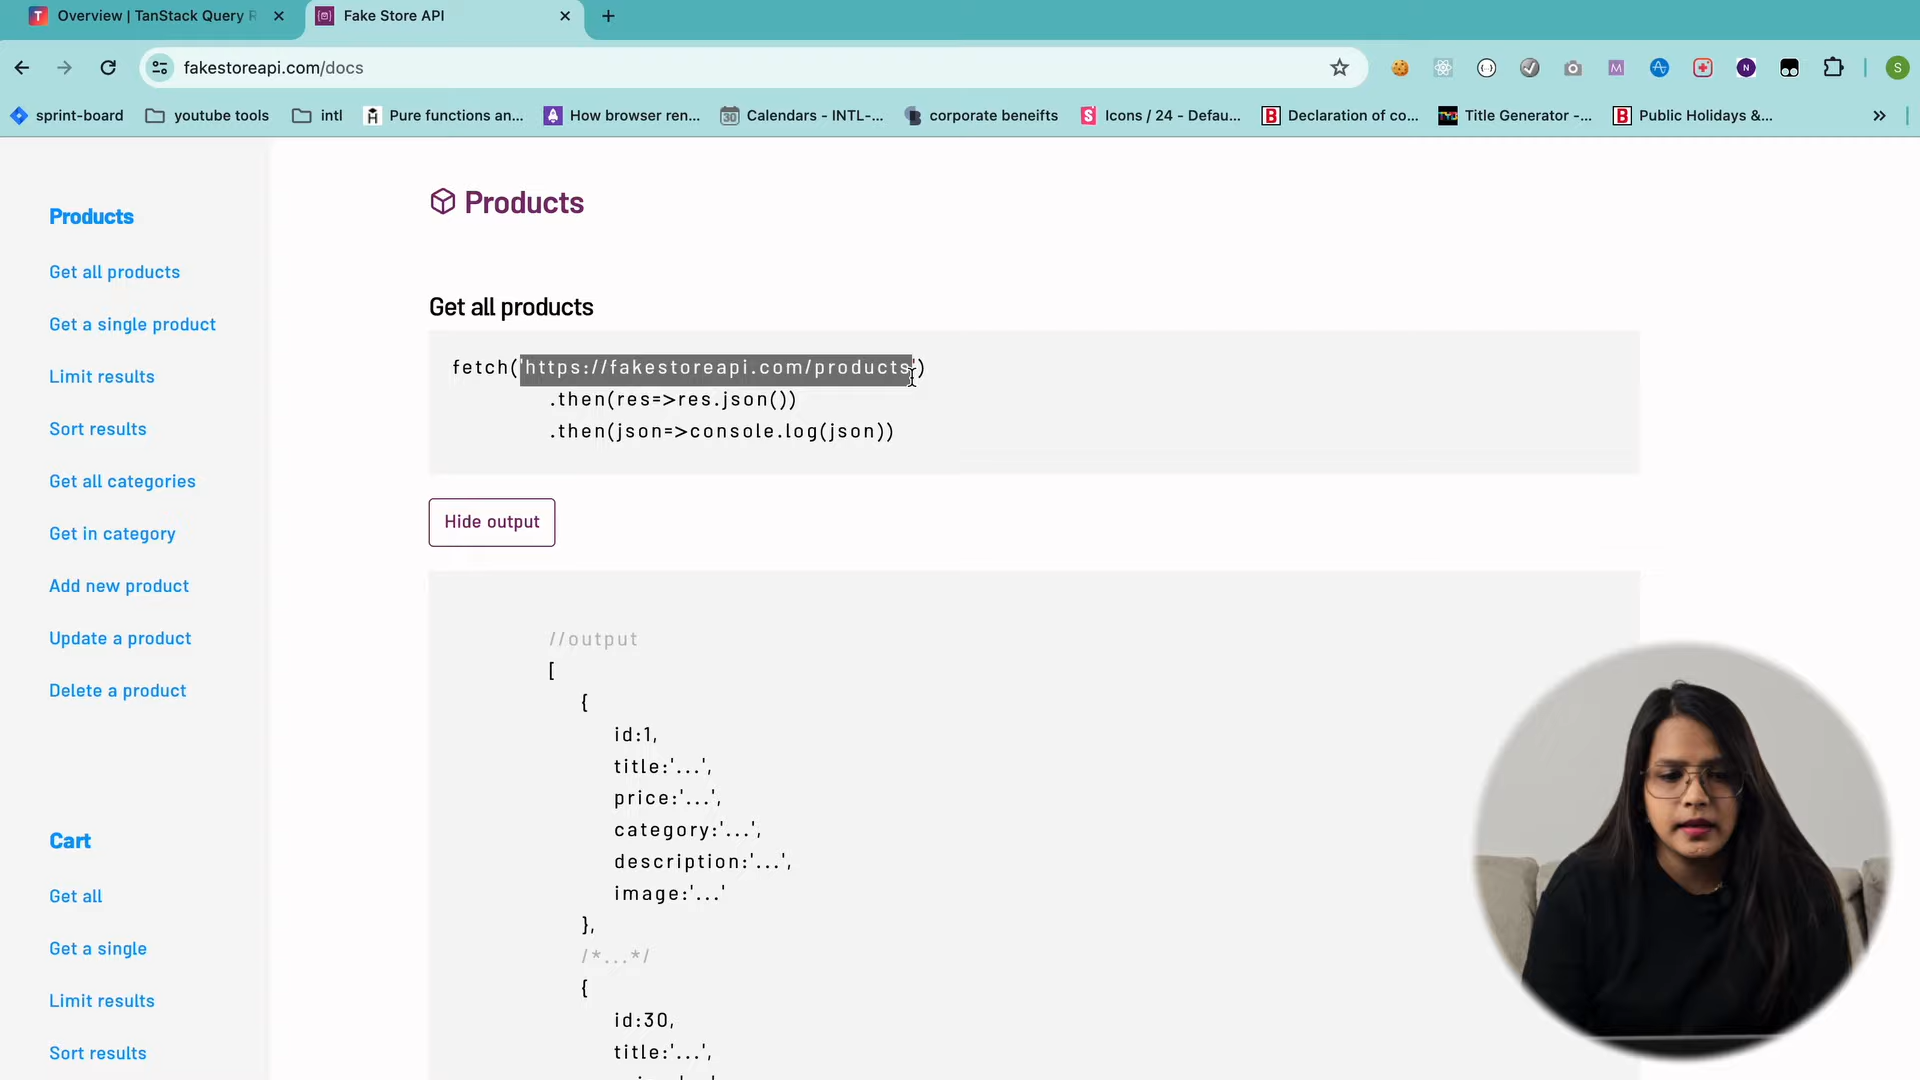 Overview | TanStack Query R
Fake Store API
fakestoreapi.com/docs
S
sprint-board
youtube tools
intl
Pure functions an...
How browser ren...
Calendars - INTL-...
corporate beneifts
Icons / 24 - Defau...
Declaration of co...
Title Generator -...
Public Holidays &...
Products
Get all products
Get a single product
Limit results
Sort results
Get all categories
Get in category
Add new product
Update a product
Delete a product
Cart
Get all
Get a single
Limit results
Sort results
Products
Get all products
fetch('https://fakestoreapi.com/products')
.then(res=>res.json())
.then(json=>console.log(json))
Hide output
//output
[
{
id:1,
title:'...',
price:'...',
category:'...',
description:'...',
image:'...'
},
/*...*/
{
id:30,
title:'...',